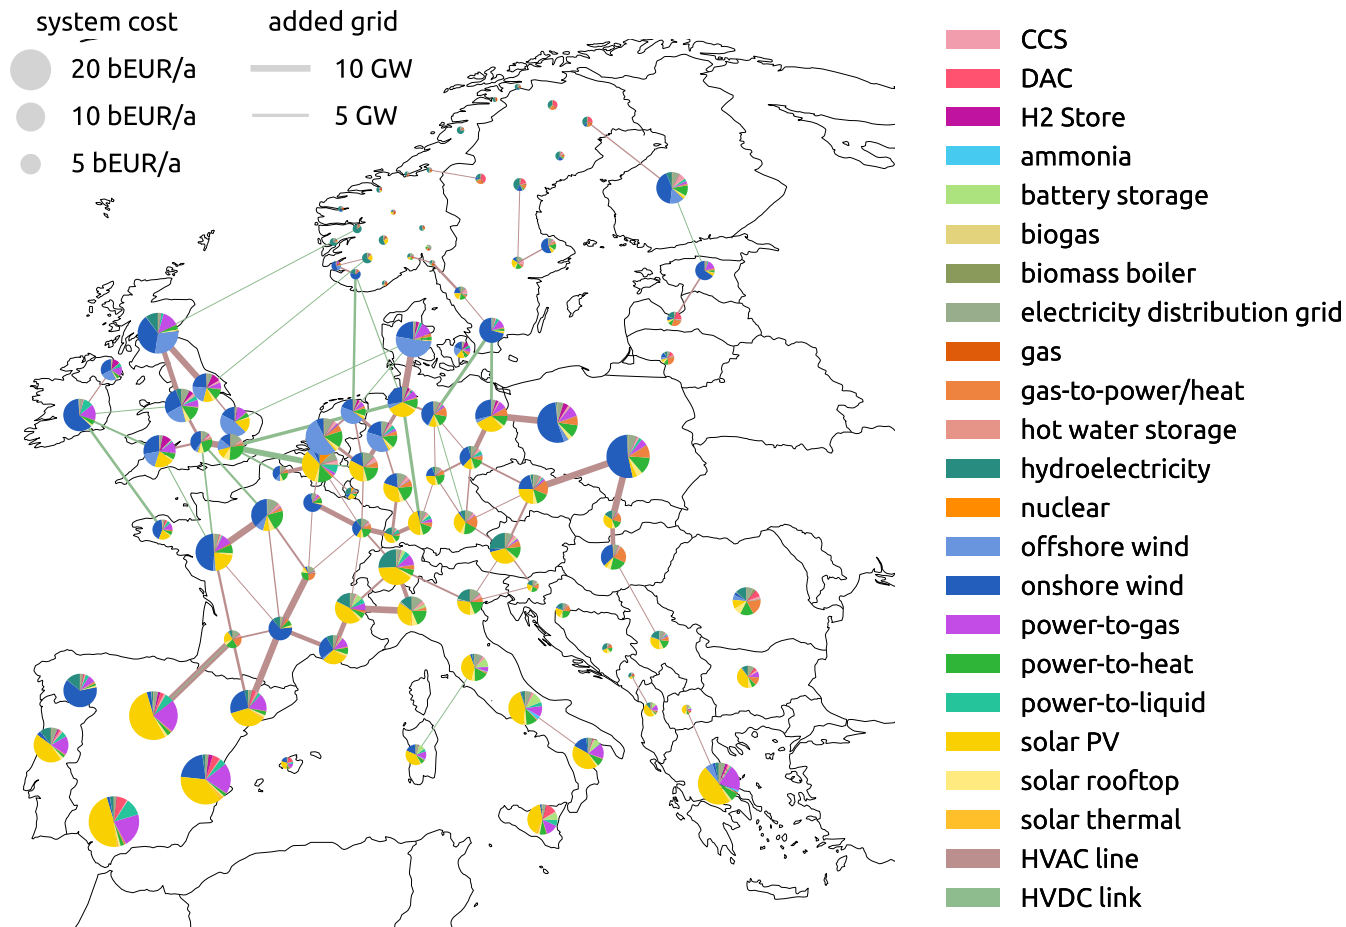 system cost
added grid
20 bEUR/a
10 GW
10 bEUR/a
5 GW
5 bEUR/a
CCS
DAC
H2 Store
ammonia
battery storage
biogas
biomass boiler
electricity distribution grid
gas
gas-to-power/heat
hot water storage
hydroelectricity
nuclear
offshore wind
onshore wind
power-to-gas
power-to-heat
power-to-liquid
solar PV
solar rooftop
solar thermal
HVAC line
HVDC link